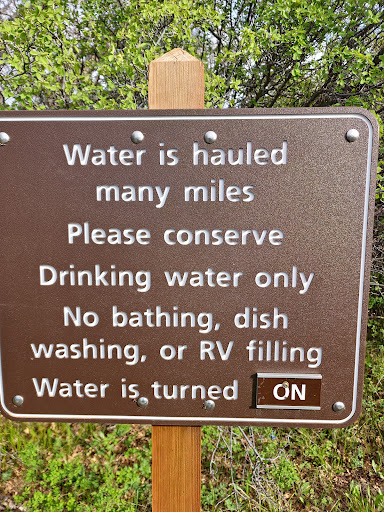 Water is hauled
many miles
Please conserve
Drinking water only
No bathing, dish
washing, or RV filling
Water is turned ON